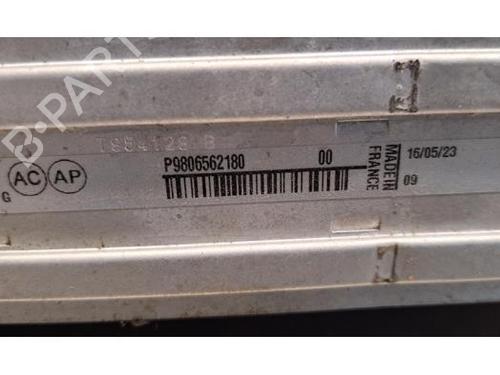 B-PARTS
AC AP
G
P9806562180 00
MADE IN
FRANCE
16/05/23
09